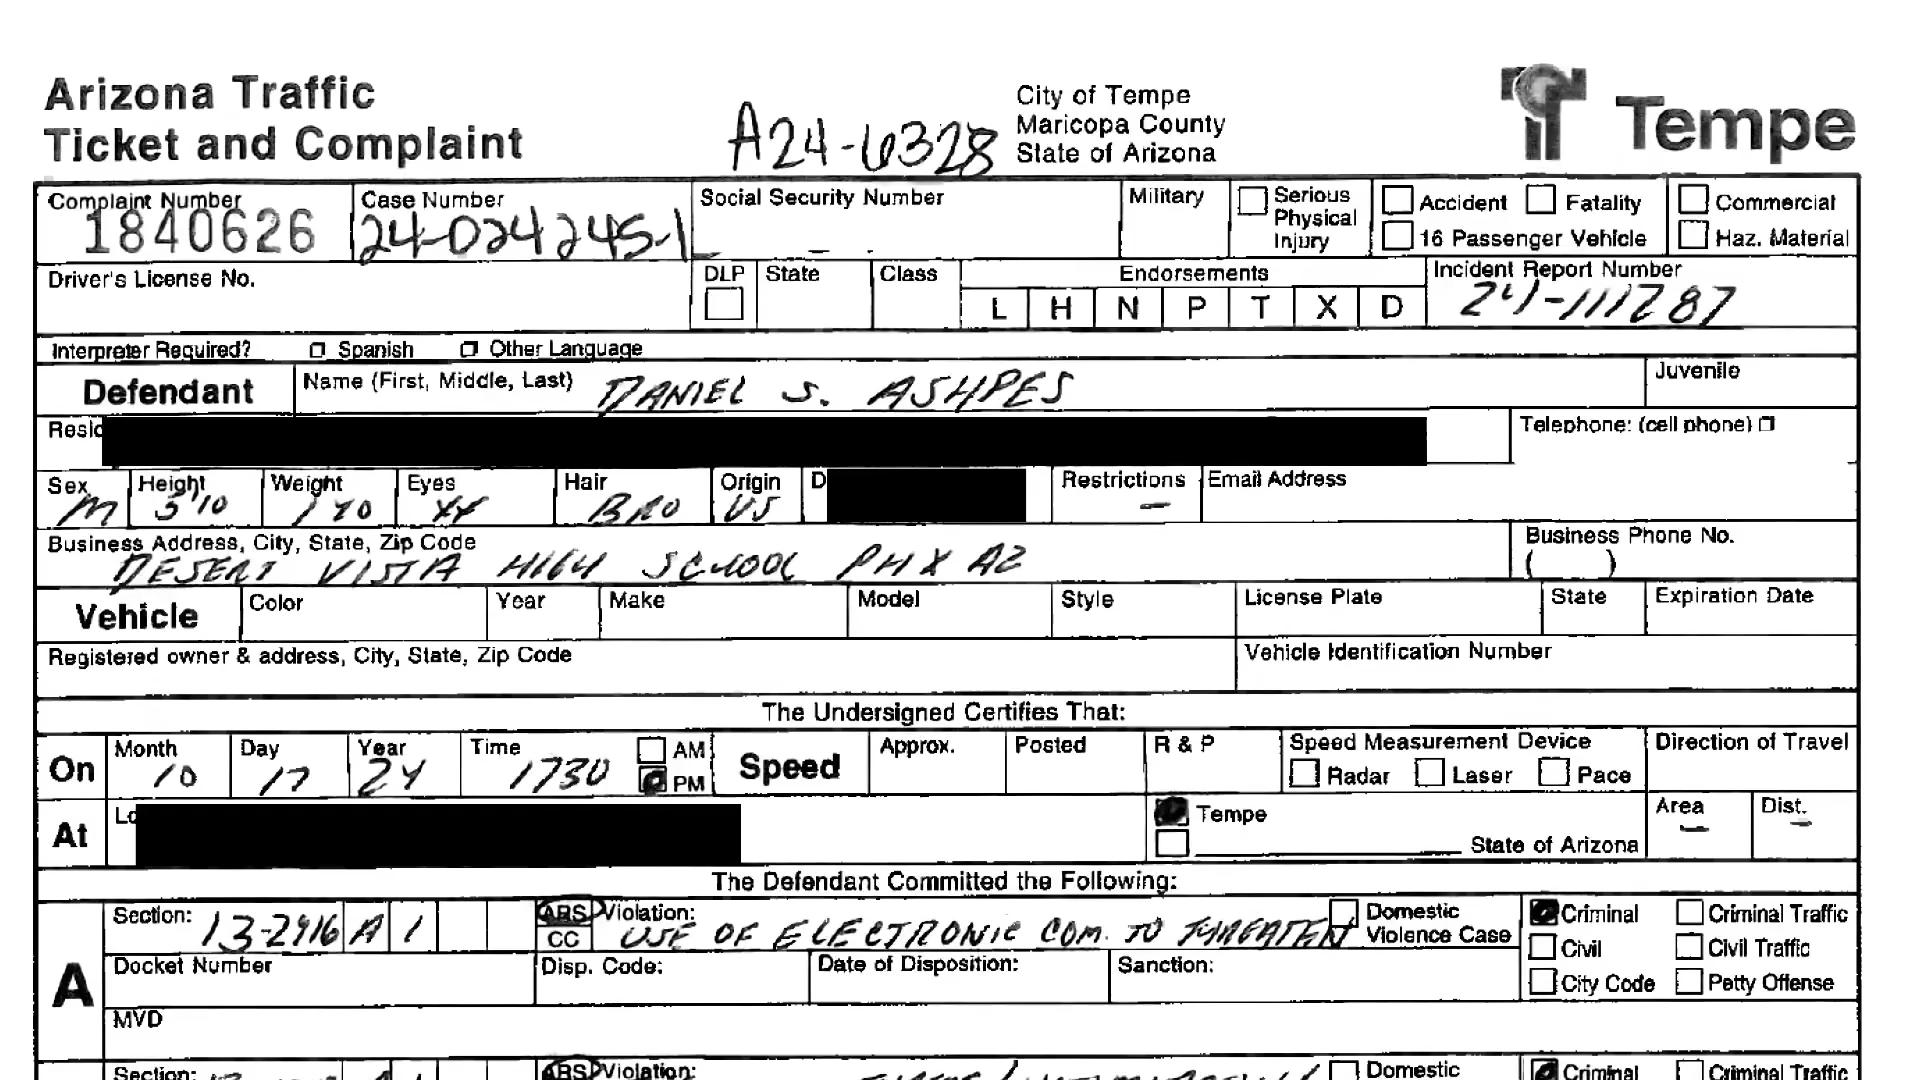 Arizona Traffic
Ticket and Complaint
A24-6328
City of Tempe
Maricopa County
State of Arizona
Tempe
Complaint Number
1840626
Case Number
24-024245-1
Social Security Number
Military
Serious Physical Injury
Accident
Fatality
16 Passenger Vehicle
Commercial
Haz. Material
Driver's License No.
DLP
State
Class
Endorsements
L H N P T X D
Incident Report Number
24-111287
Interpreter Required? Spanish Other Language
Defendant
Name (First, Middle, Last) DANIEL S. ASHPES
Juvenile
Telephone: (cell phone)
Sex M
Height 5'10
Weight
Eyes
Hair BRO
Origin US
D
Restrictions –
Email Address
Business Address, City, State, Zip Code
DESERT VISTA HIGH SCHOOL PHX AZ
Business Phone No.
( )
Vehicle
Color
Year
Make
Model
Style
License Plate
State
Expiration Date
Registered owner & address, City, State, Zip Code
Vehicle Identification Number
The Undersigned Certifies That:
On
Month 10
Day 17
Year 24
Time 1730
AM
PM
Speed
Approx.
Posted
R & P
Speed Measurement Device
Radar Laser Pace
Direction of Travel
At
Tempe
State of Arizona
Area –
Dist. –
The Defendant Committed the Following:
A
Section: 13-2916 A 1
ARS
CC
Violation:
USE OF ELECTRONIC COM. TO THREATEN
Domestic Violence Case
Criminal
Criminal Traffic
Civil
Civil Traffic
City Code
Petty Offense
Docket Number
Disp. Code:
Date of Disposition:
Sanction:
MVD
Section:
ARS
Violation:
Domestic
Criminal
Criminal Traffic